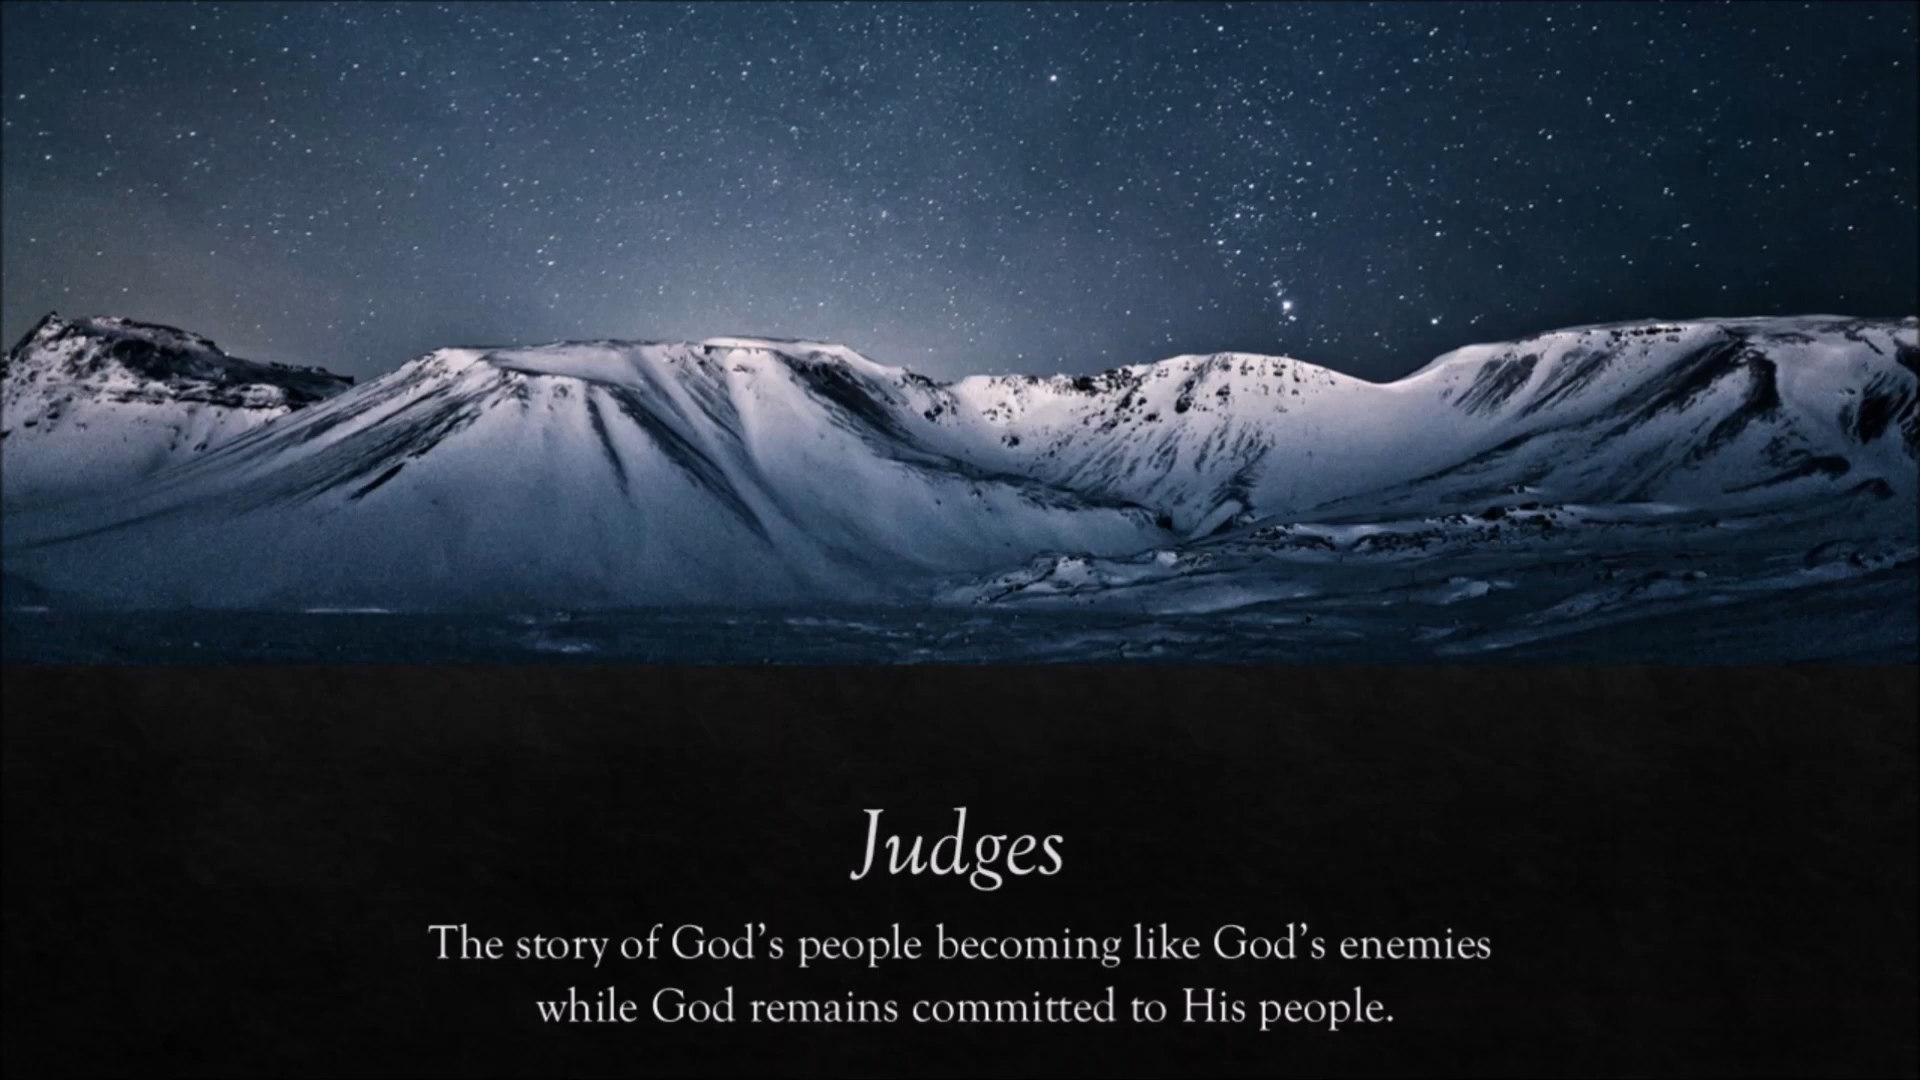 Judges
The story of God’s people becoming like God’s enemies
while God remains committed to His people.